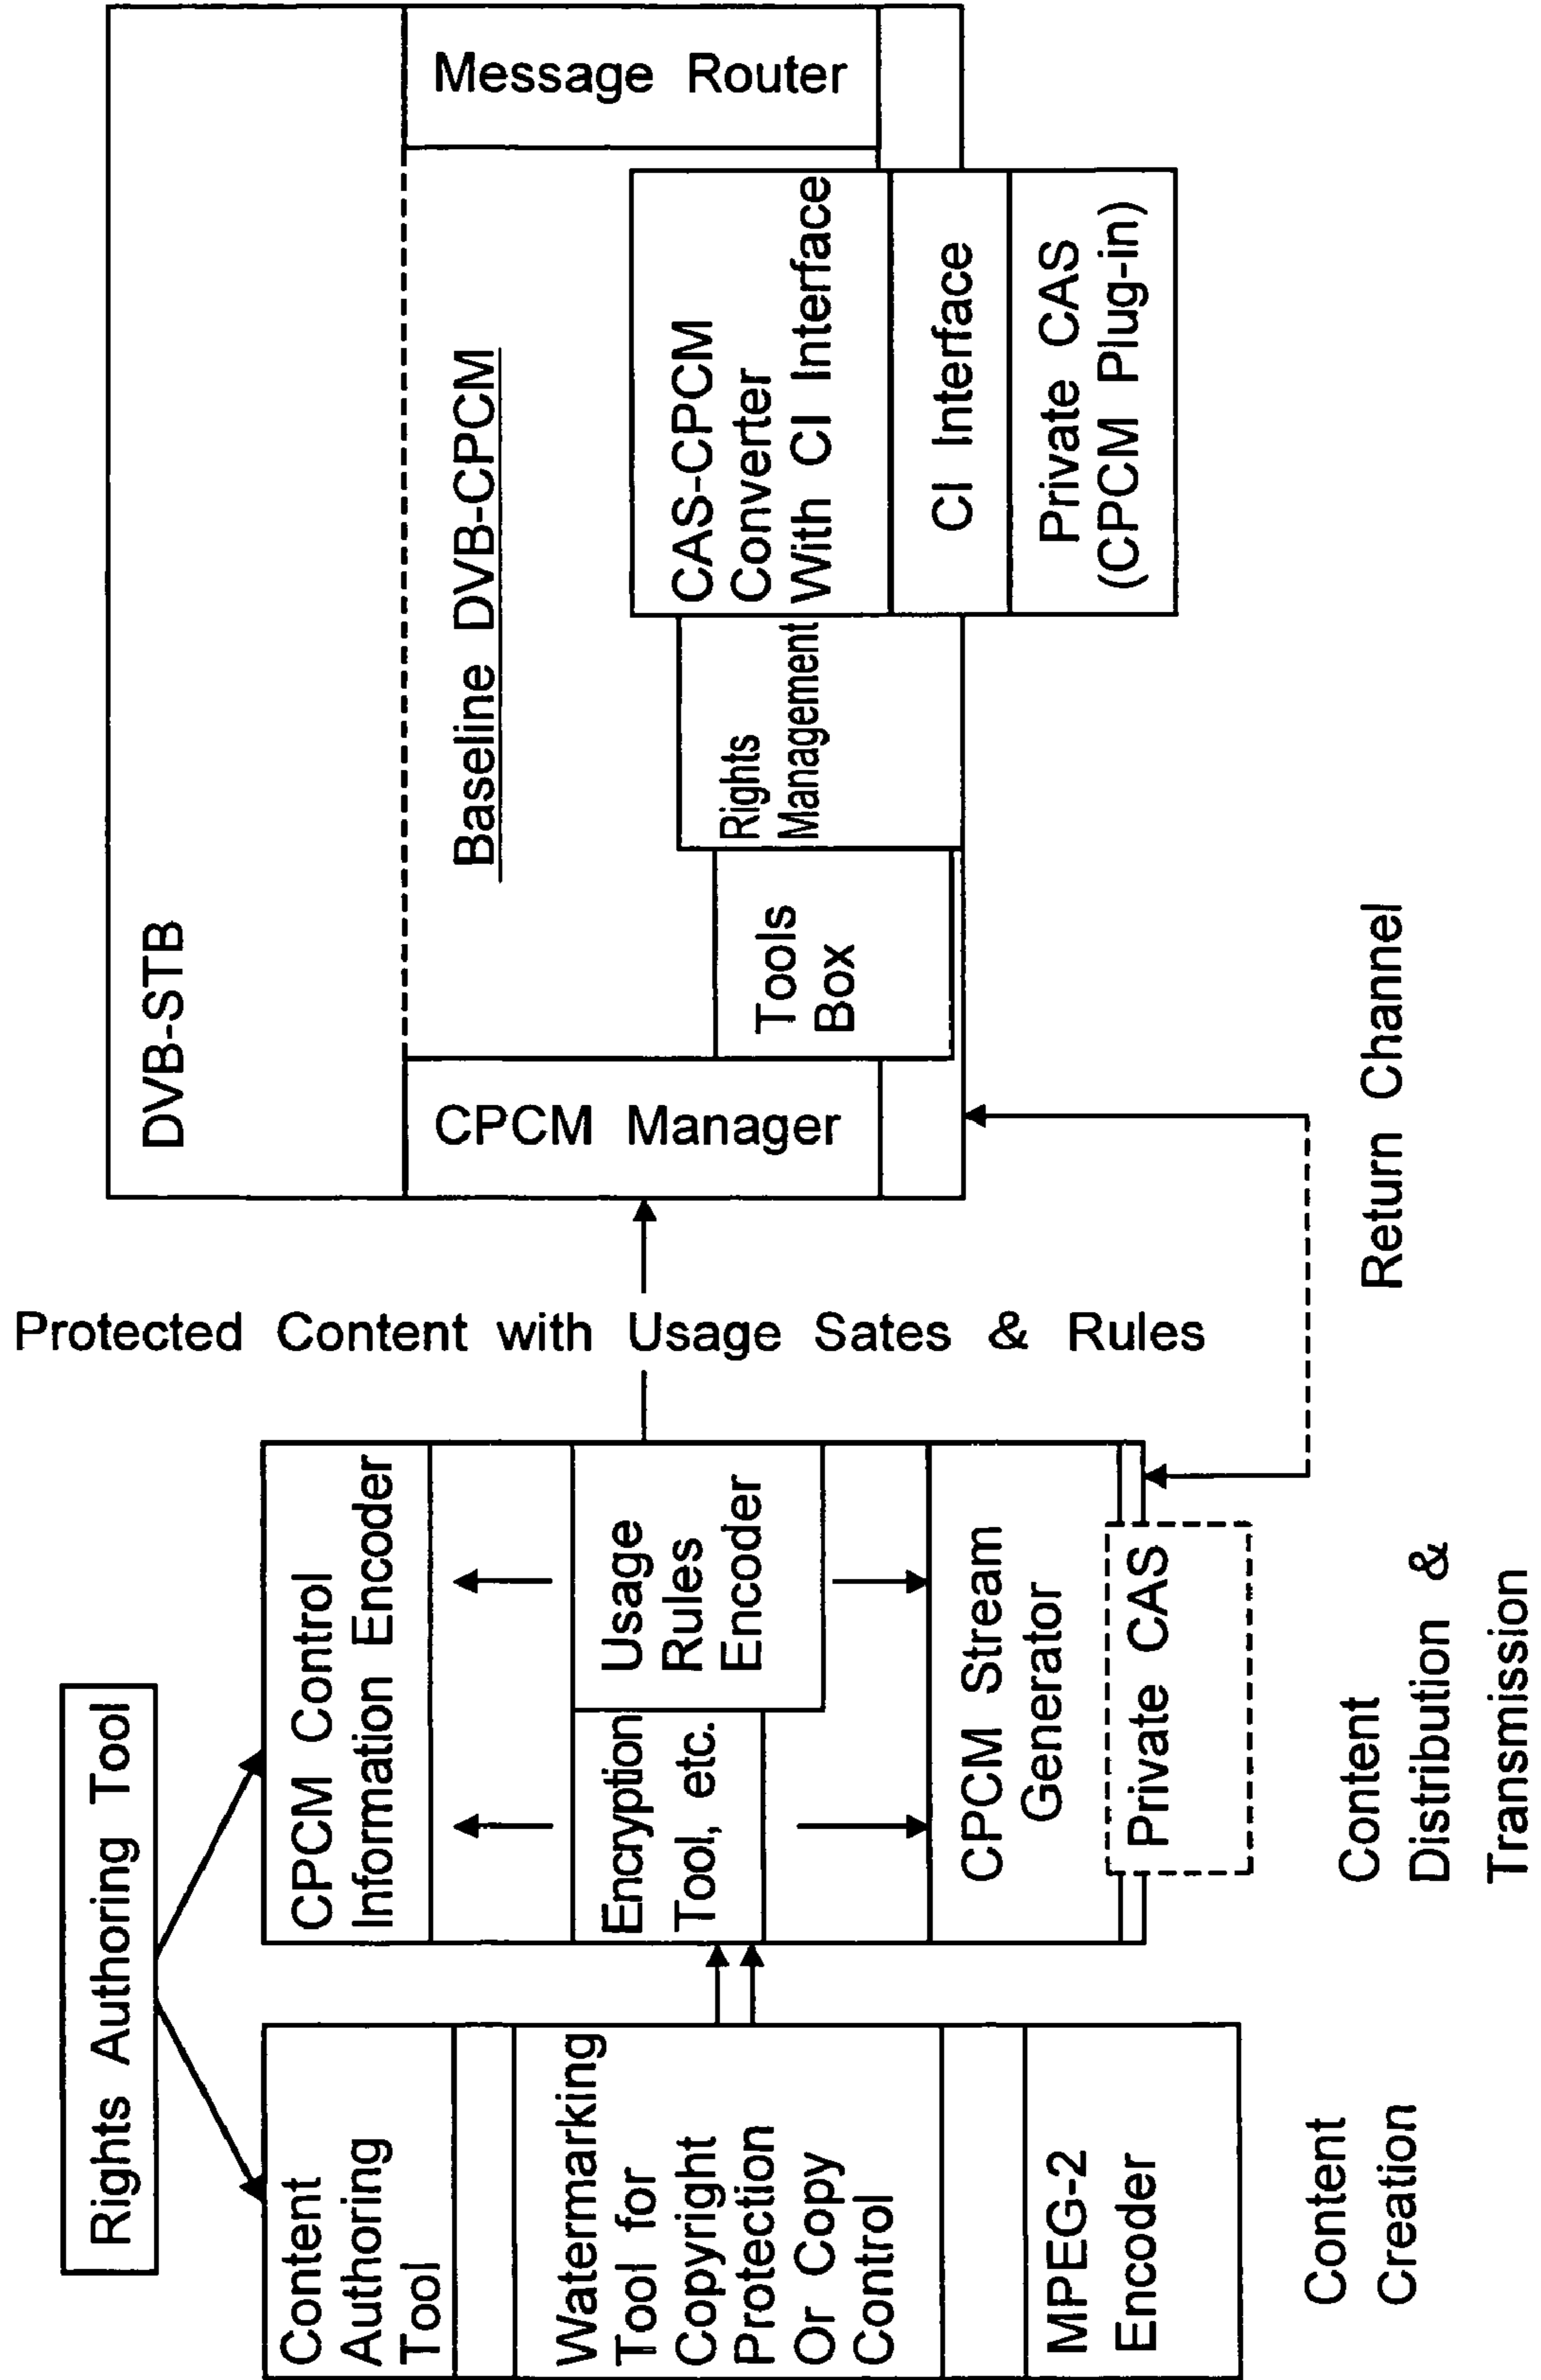 Rights Authoring Tool
Content
Authoring
Tool
Watermarking
Tool for
Copyright
Protection
Or Copy
Control
MPEG-2
Encoder
Content
Creation
CPCM Control
Information Encoder
Encryption
Tool, etc.
Usage
Rules
Encoder
CPCM Stream
Generator
Private CAS
Content
Distribution &
Transmission
Protected Content with Usage Sates & Rules
Return Channel
DVB-STB
Baseline DVB-CPCM
CPCM Manager
Tools
Box
Rights
Management
CAS-CPCM
Converter
With CI Interface
CI Interface
Private CAS
(CPCM Plug-in)
Message Router